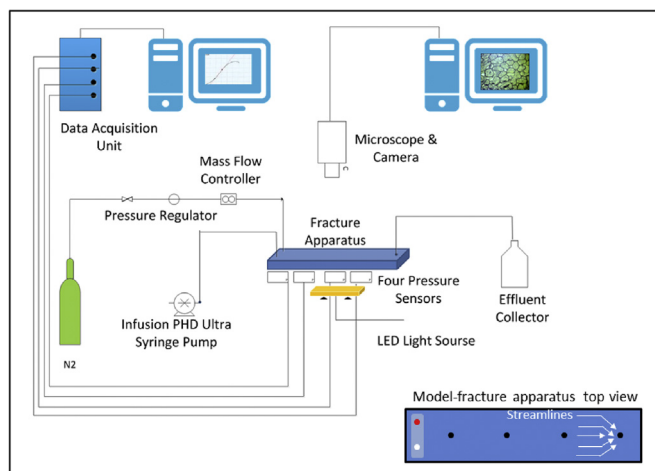 Data Acquisition
Unit
Microscope &
Camera
Mass Flow
Controller
Pressure Regulator
Fracture
Apparatus
Four Pressure
Sensors
Effluent
Collector
Infusion PHD Ultra
Syringe Pump
LED Light Sourse
N2
Model-fracture apparatus top view
Streamlines